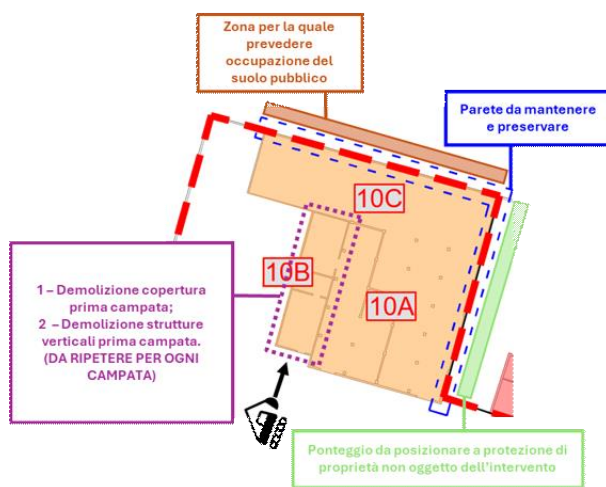 Zona per la quale
prevedere
occupazione del
suolo pubblico
Parete da mantenere
e preservare
10C
10B
10A
1 – Demolizione copertura
prima campata;
2 – Demolizione strutture
verticali prima campata.
(DA RIPETERE PER OGNI
CAMPATA)
Ponteggio da posizionare a protezione di
proprietà non oggetto dell'intervento